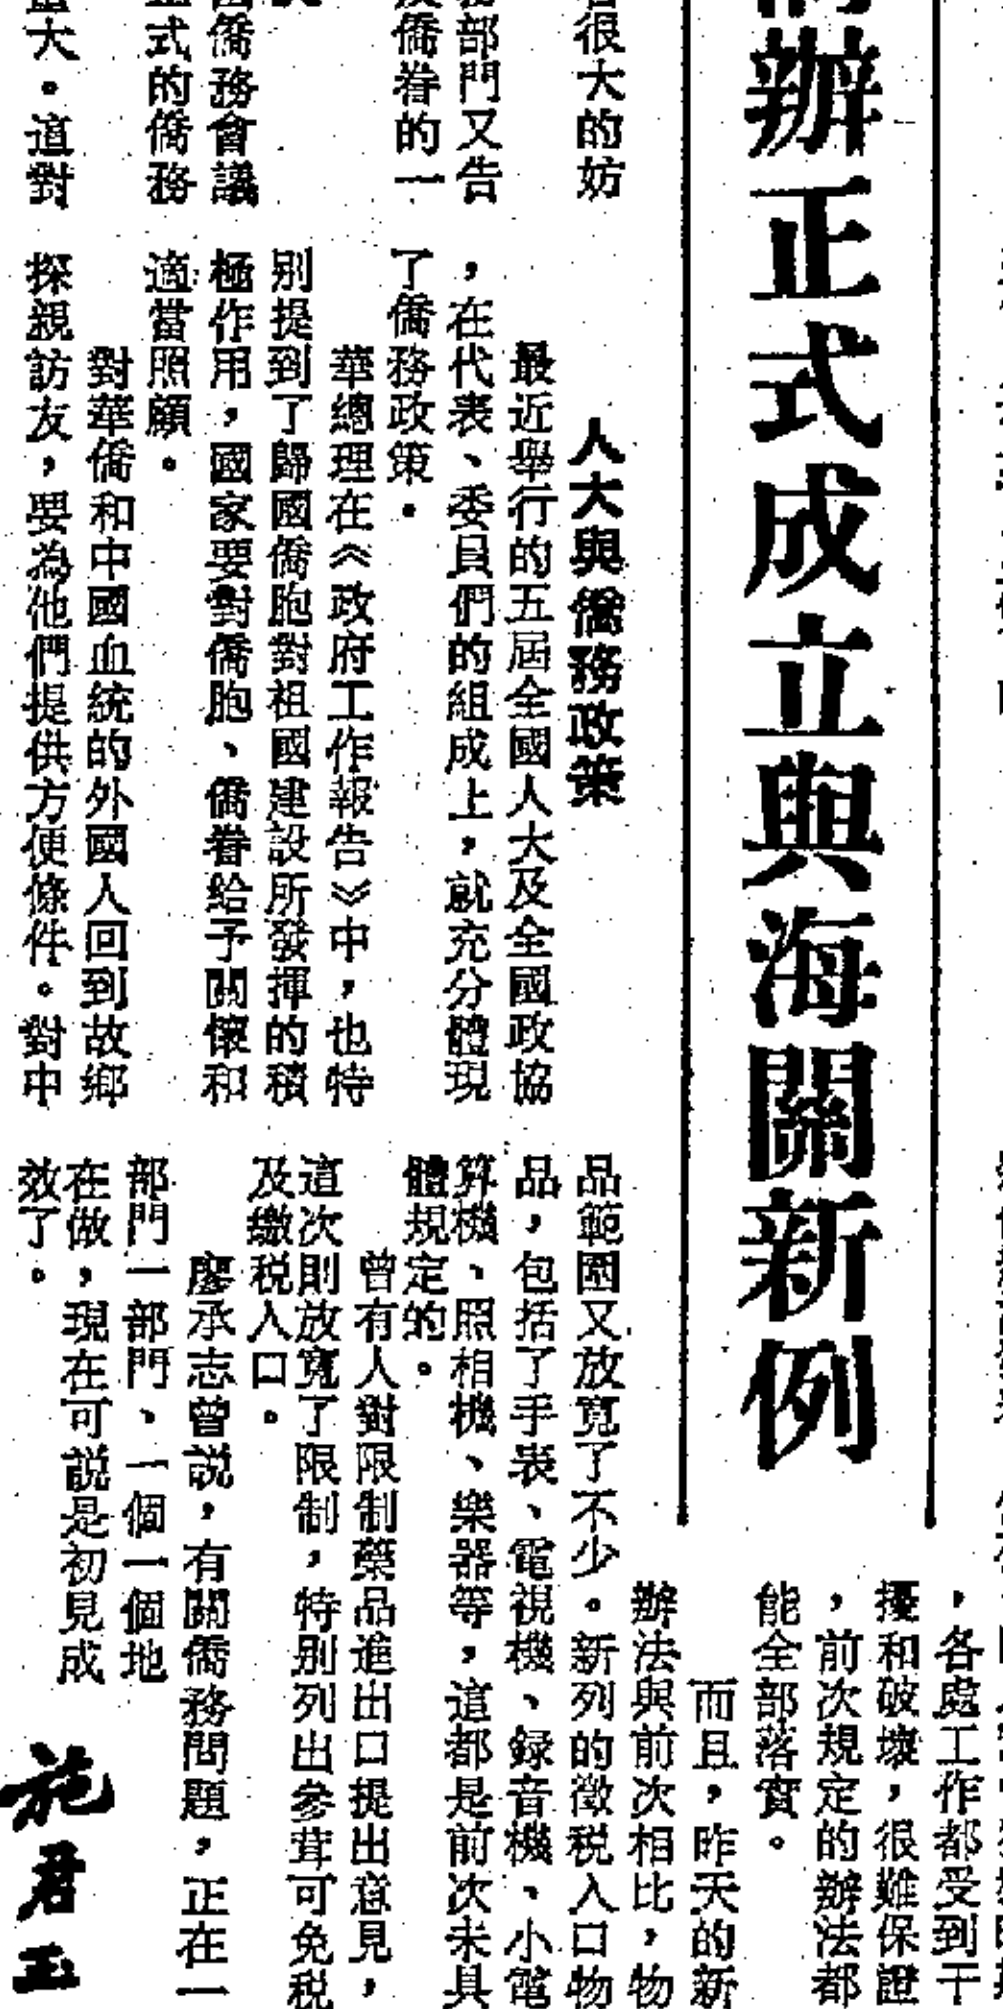 辦正式成立與海關新例
，各處工作都受到干
擾和破壞，很難保證
，前次規定的辦法都
能全部落實。
而且，昨天的新
辦法與前次相比，物
品範圍又放寬了不少。新列的徵税入口物
品，包括了手表、電視機、録音機、小電
算機、照相機、樂器等，這都是前次未具
體規定的。
曾有人對限制藥品進出口提出意見，
這次則放寬了限制，特別列出參茸可免税
及繳税入口。
廖承志曾説，有關僑務問題，正在一
部門一部門、一個一個地
在做，現在可説是初見成
效了。
施君玉
很大的妨
人大與僑務政策
最近舉行的五屆全國人大及全國政協
，在代表、委員們的組成上，就充分體現
了僑務政策。
華總理在《政府工作報告》中，也特
別提到了歸國僑胞對祖國建設所發揮的積
極作用，國家要對僑胞、僑眷給予關懷和
適當照顧。
對華僑和中國血統的外國人回到故鄉
探親訪友，要為他們提供方便條件。對中
部門又告
僑眷的一
僑務會議
式的僑務
大。這對